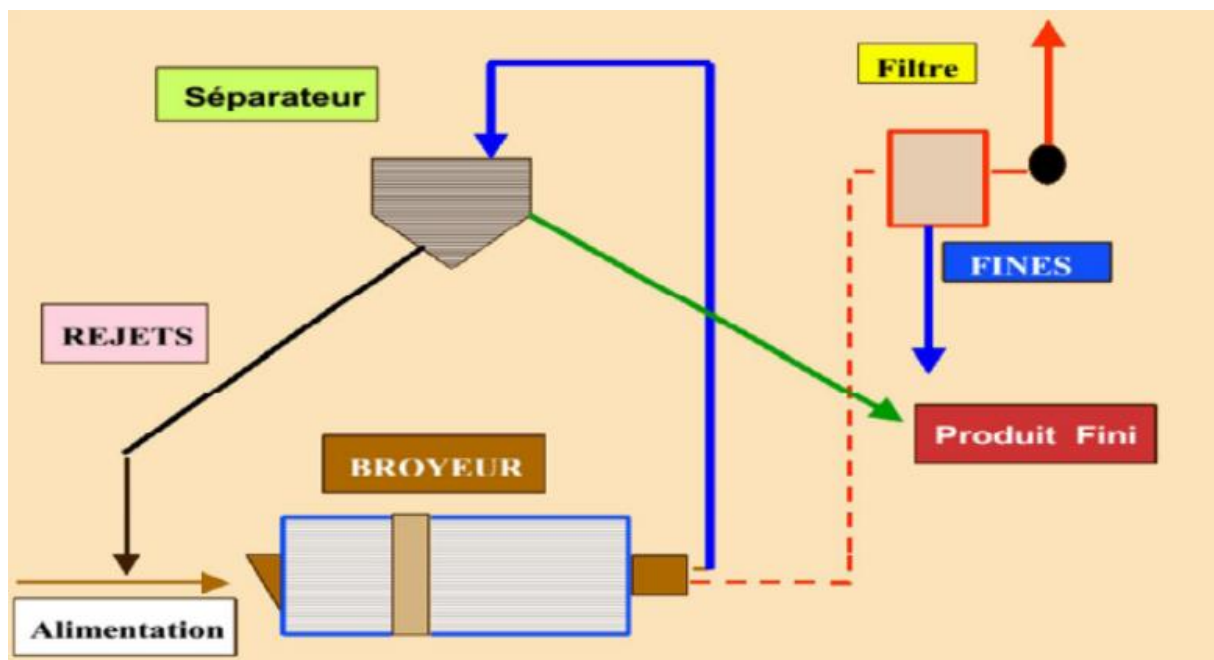 Filtre
Séparateur
FINES
REJETS
Produit Fini
BROYEUR
Alimentation